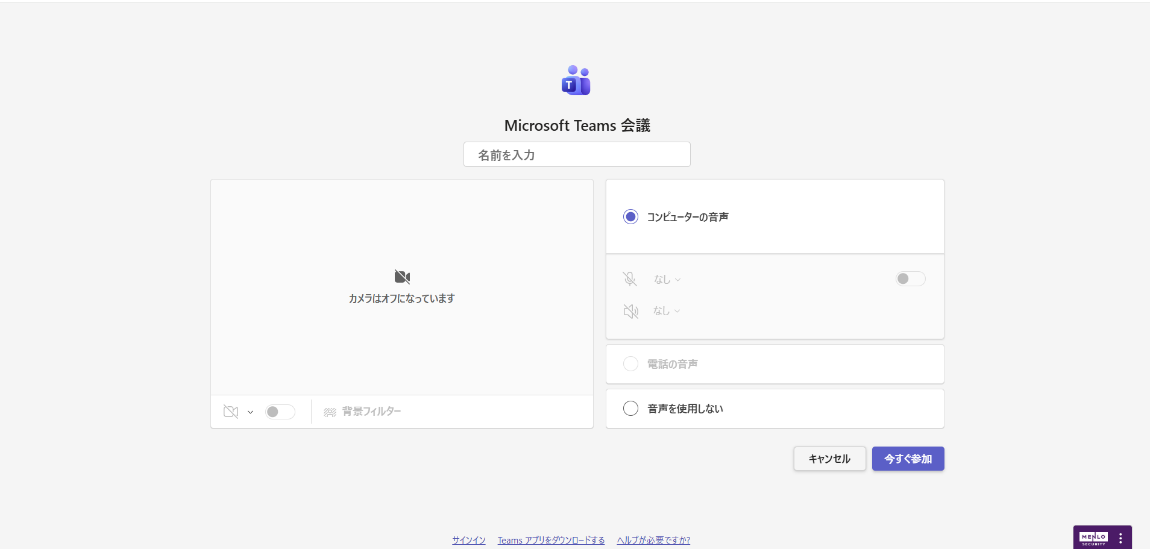 T
Microsoft Teams 会議
名前を入力
カメラはオフになっています
背景フィルター
コンピューターの音声
なし
なし
電話の音声
音声を使用しない
キャンセル
今すぐ参加
サインイン
Teams アプリをダウンロードする
ヘルプが必要ですか?
MENLO
SECURITY